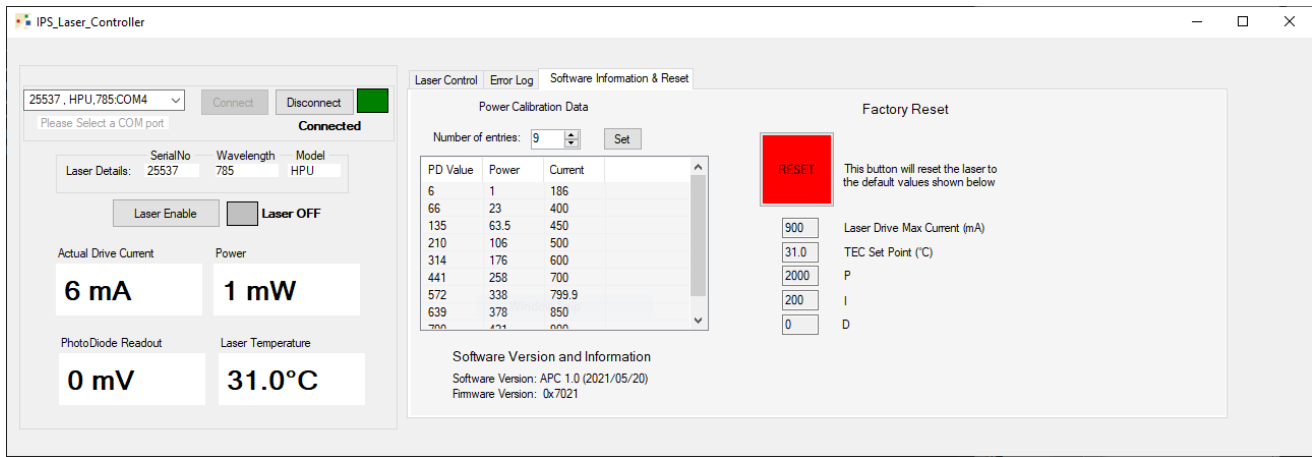 IPS_Laser_Controller
25537 , HPU,785:COM4
Connect
Disconnect
Please Select a COM port
Connected
SerialNo Wavelength Model
Laser Details: 25537 785 HPU
Laser Enable
Laser OFF
Actual Drive Current Power
6 mA 1 mW
PhotoDiode Readout Laser Temperature
0 mV 31.0°C
Laser Control Error Log Software Information & Reset
Power Calibration Data
Number of entries: 9 Set
PD Value Power Current
6 1 186
66 23 400
135 63.5 450
210 106 500
314 176 600
441 258 700
572 338 799.9
639 378 850
Software Version and Information
Software Version: APC 1.0 (2021/05/20)
Firmware Version: 0x7021
Factory Reset
RESET
This button will reset the laser to
the default values shown below
900 Laser Drive Max Current (mA)
31.0 TEC Set Point (°C)
2000 P
200 I
0 D